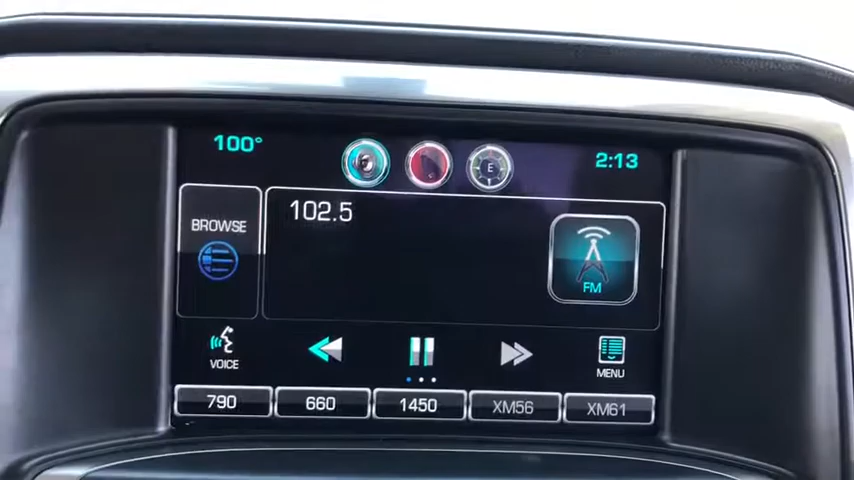 100°
E
2:13
BROWSE
102.5
FM
VOICE
MENU
790
660
1450
XM56
XM61